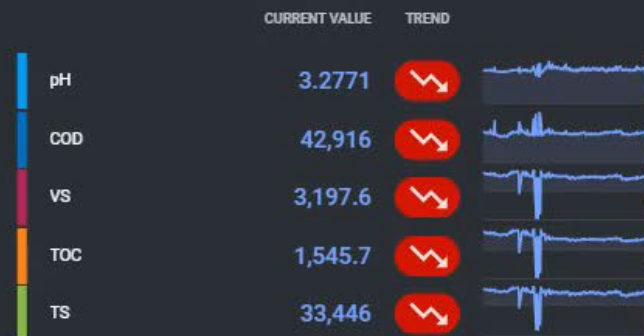 CURRENT VALUE TREND
pH 3.2771
COD 42,916
VS 3,197.6
TOC 1,545.7
TS 33,446